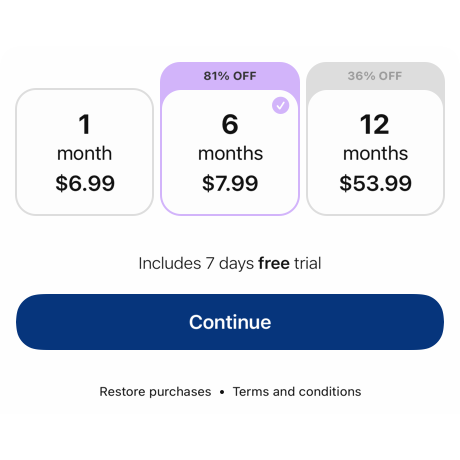 81% OFF
36% OFF
1
month
$6.99
6
months
$7.99
12
months
$53.99
Includes 7 days free trial
Continue
Restore purchases • Terms and conditions